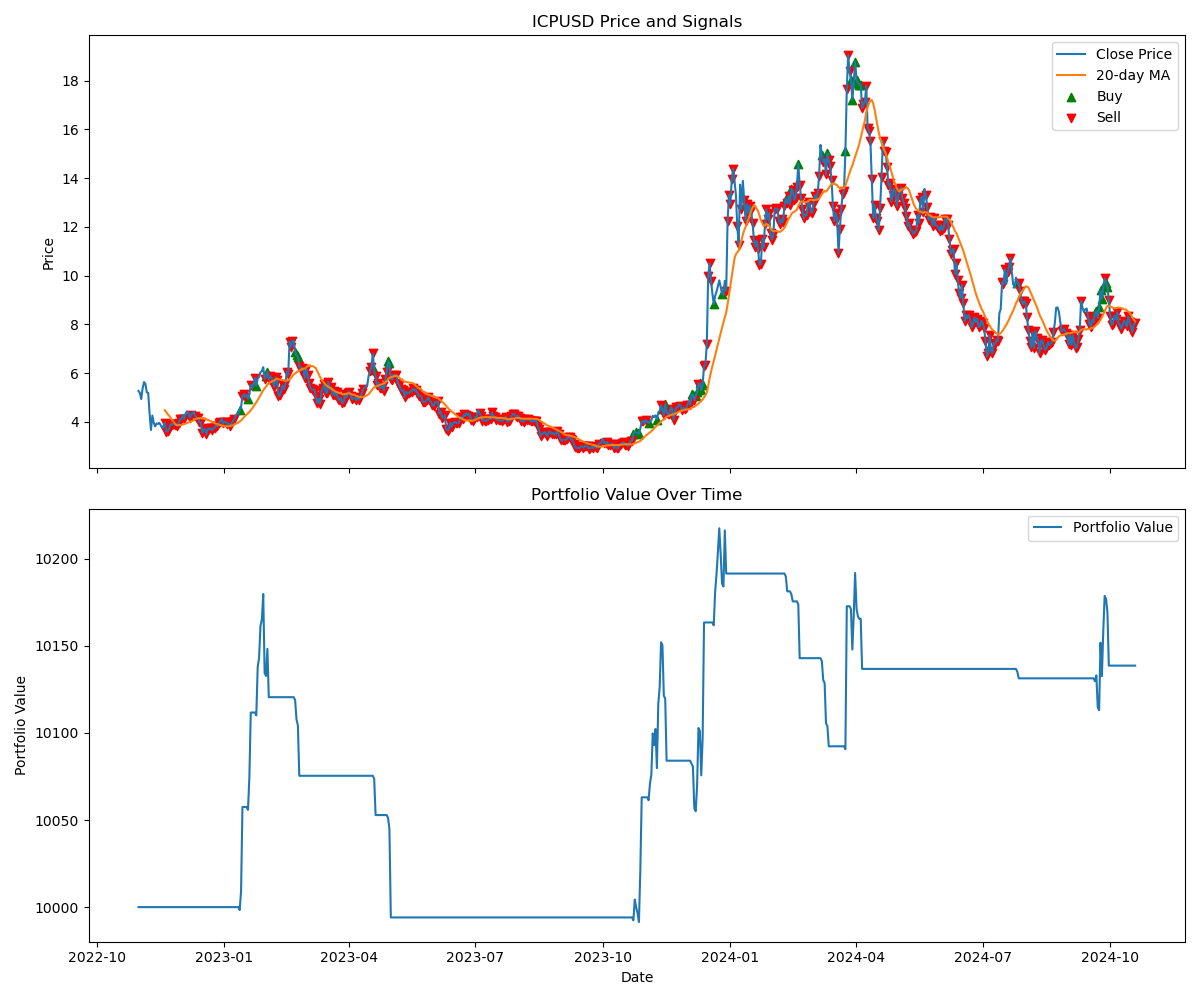 ICPUSD Price and Signals
Close Price
20-day MA
Buy
Sell
Price
18
16
14
12
10
8
6
4
Portfolio Value Over Time
Portfolio Value
Portfolio Value
10200
10150
10100
10050
10000
2022-10
2023-01
2023-04
2023-07
2023-10
2024-01
2024-04
2024-07
2024-10
Date